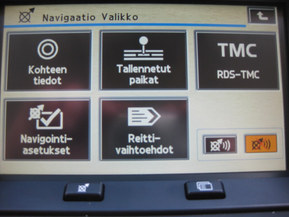 Navigaatio Valikko
Kohteen
tiedot
Tallennetut
paikat
TMC
RDS-TMC
Navigointi-
asetukset
Reitti-
vaihtoehdot